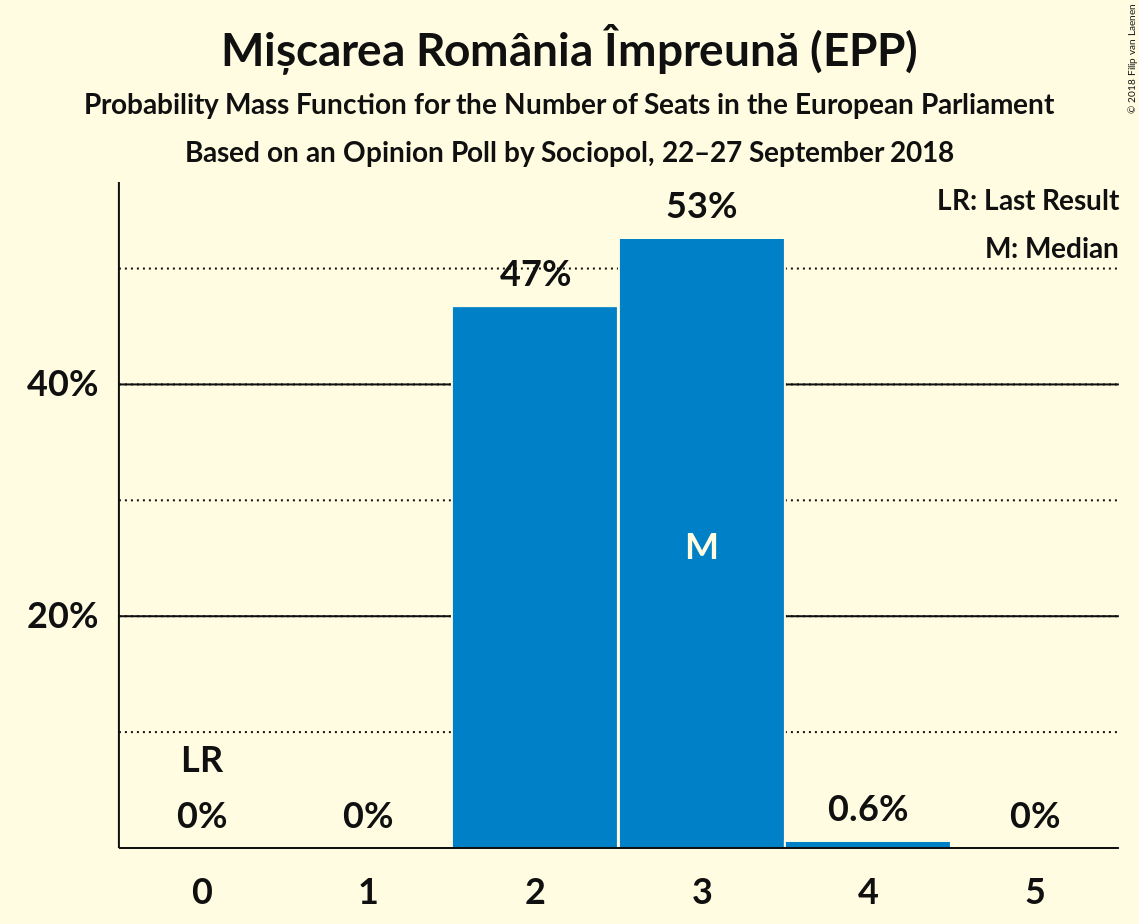 Mișcarea România Împreună (EPP)
Probability Mass Function for the Number of Seats in the European Parliament
Based on an Opinion Poll by Sociopol, 22–27 September 2018
© 2018 Filip van Laenen
LR: Last Result
M: Median
53%
47%
40%
M
20%
LR
0%
0%
0.6%
0%
0
1
2
3
4
5